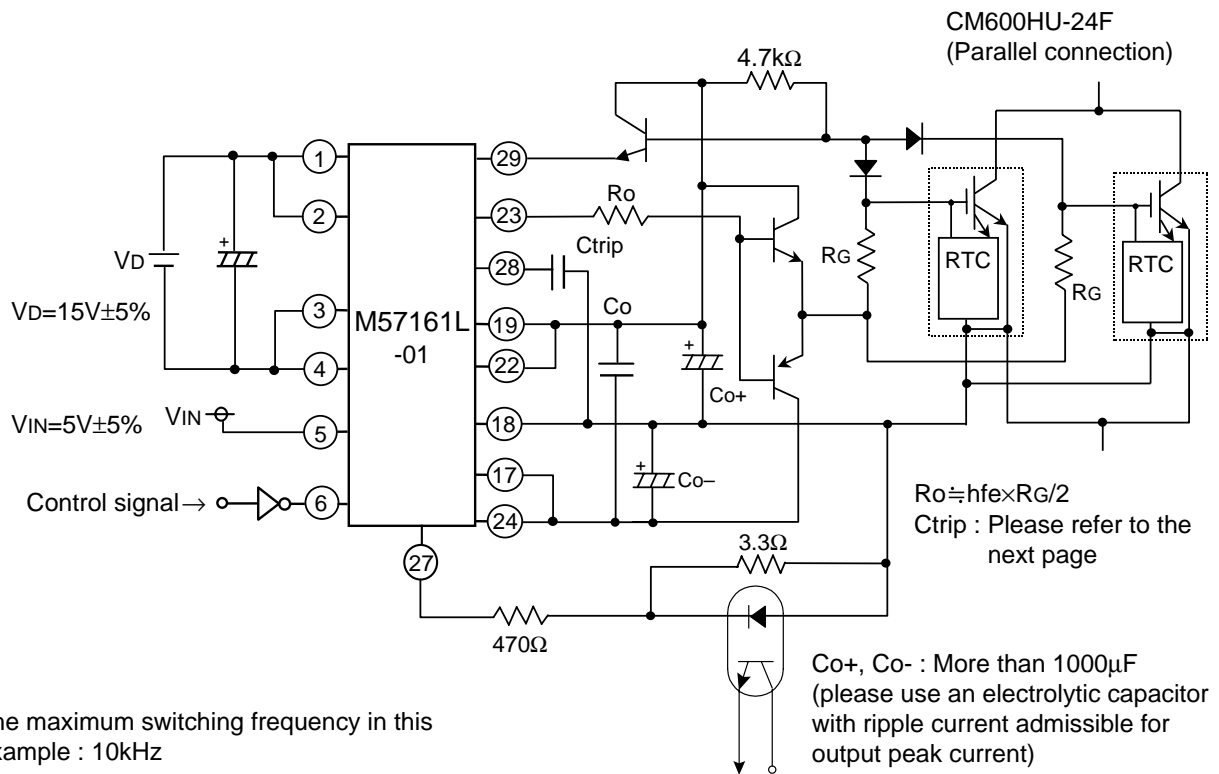 CM600HU-24F
(Parallel connection)
4.7kΩ
1
29
2
23
Ro
28
Ctrip
RG
RTC
RG
RTC
VD
VD=15V±5%
3
M57161L
-01
19
Co
4
22
Co+
VIN=5V±5%
VIN
5
18
17
Co–
Control signal→
6
24
Ro≒hfe×RG/2
Ctrip : Please refer to the
next page
27
3.3Ω
470Ω
Co+, Co- : More than 1000μF
(please use an electrolytic capacitor
with ripple current admissible for
output peak current)
he maximum switching frequency in this
xample : 10kHz